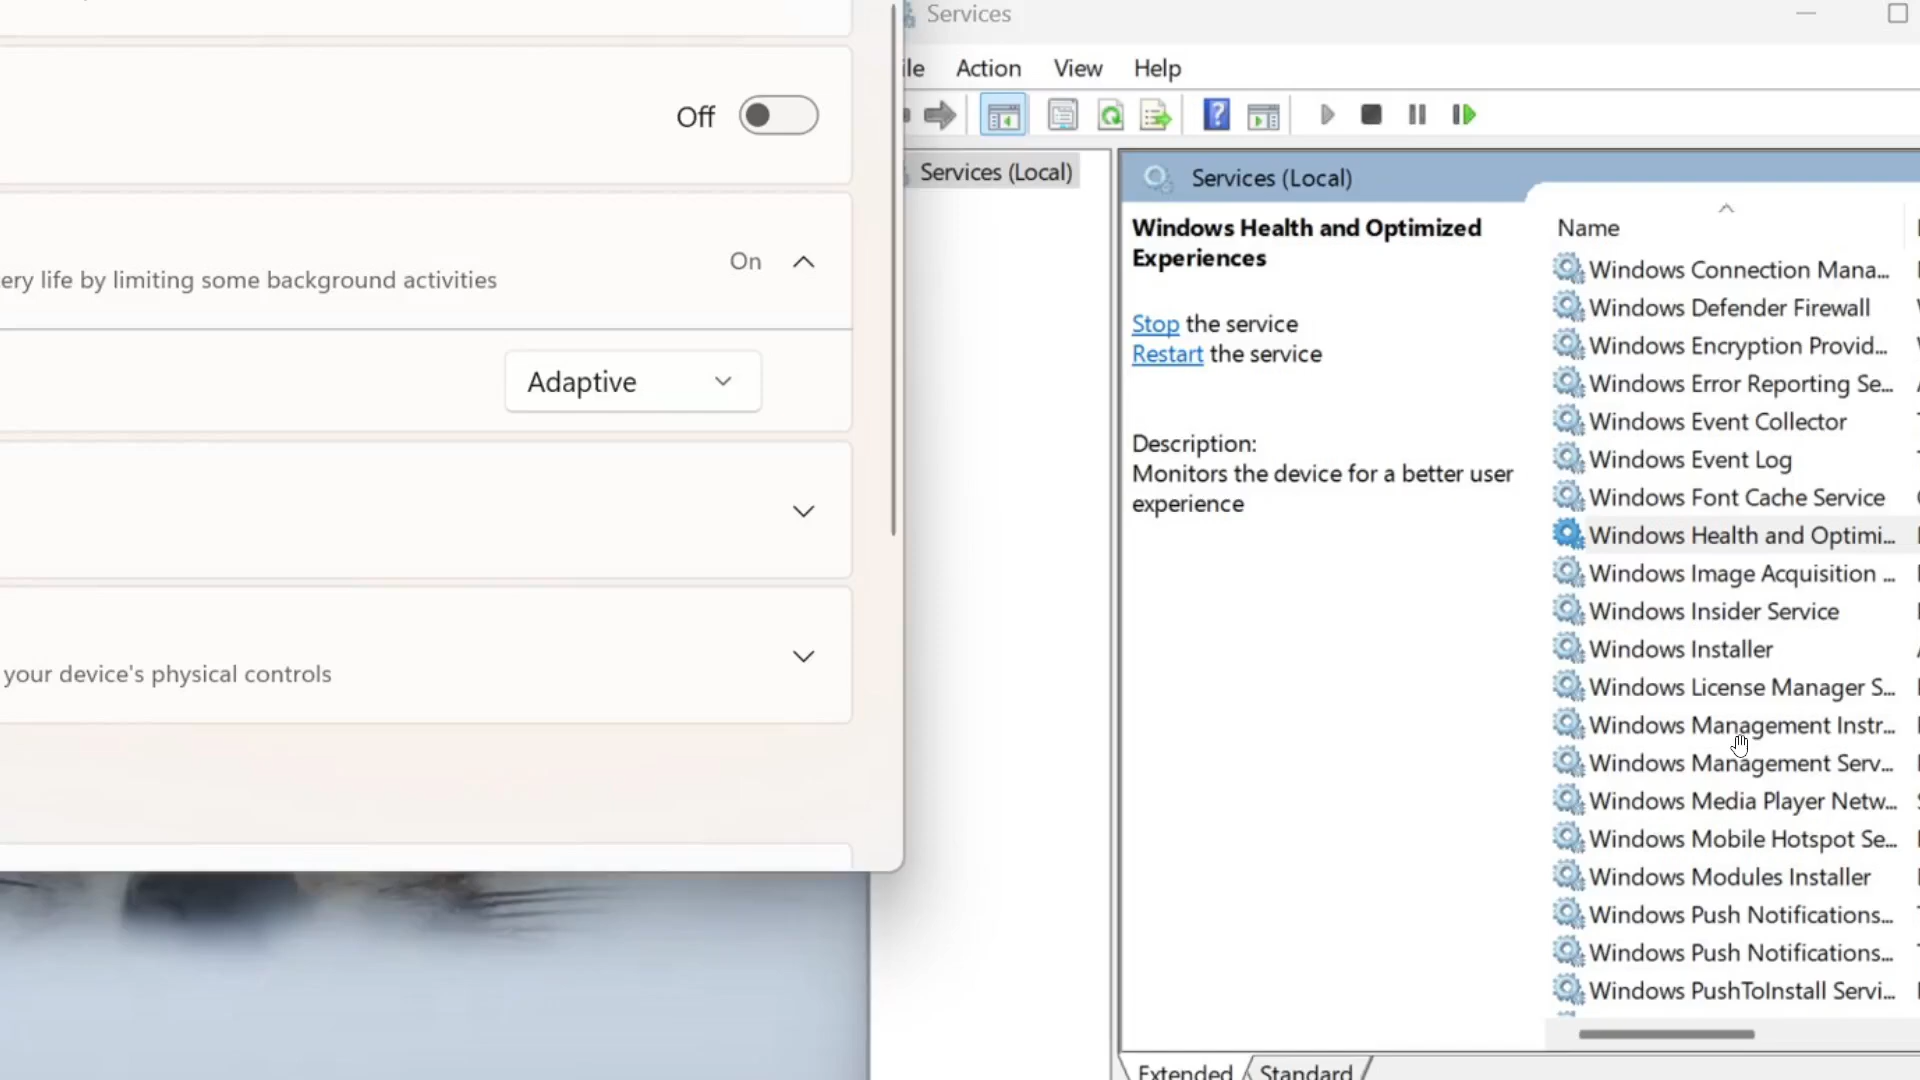 Off
On
ery life by limiting some background activities
Adaptive
your device's physical controls
Services
ile Action View Help
Services (Local)
Services (Local)
Windows Health and Optimized
Experiences
Stop the service
Restart the service
Description:
Monitors the device for a better user
experience
Name
Windows Connection Mana...
Windows Defender Firewall
Windows Encryption Provid...
Windows Error Reporting Se...
Windows Event Collector
Windows Event Log
Windows Font Cache Service
Windows Health and Optimi...
Windows Image Acquisition ...
Windows Insider Service
Windows Installer
Windows License Manager S...
Windows Management Instr...
Windows Management Serv...
Windows Media Player Netw...
Windows Mobile Hotspot Se...
Windows Modules Installer
Windows Push Notifications...
Windows Push Notifications...
Windows PushToInstall Servi...
Extended Standard